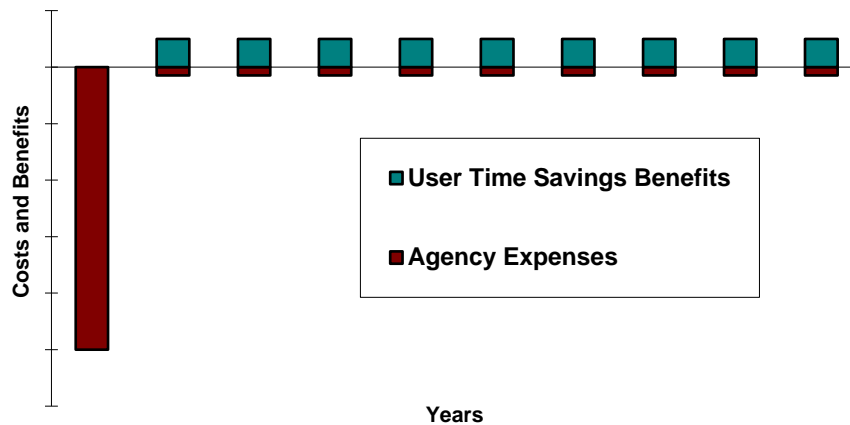 Costs and Benefits
User Time Savings Benefits
Agency Expenses
Years